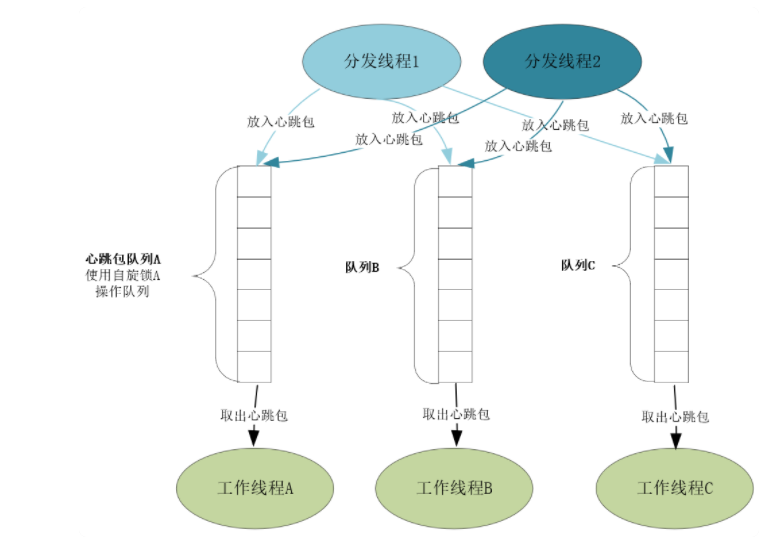 分发线程1
分发线程2
放入心跳包
放入心跳包
放入心跳包
放入心跳包
放入心跳包
放入心跳包
心跳包队列A
使用自旋锁A
操作队列
队列B
队列C
取出心跳包
取出心跳包
取出心跳包
工作线程A
工作线程B
工作线程C